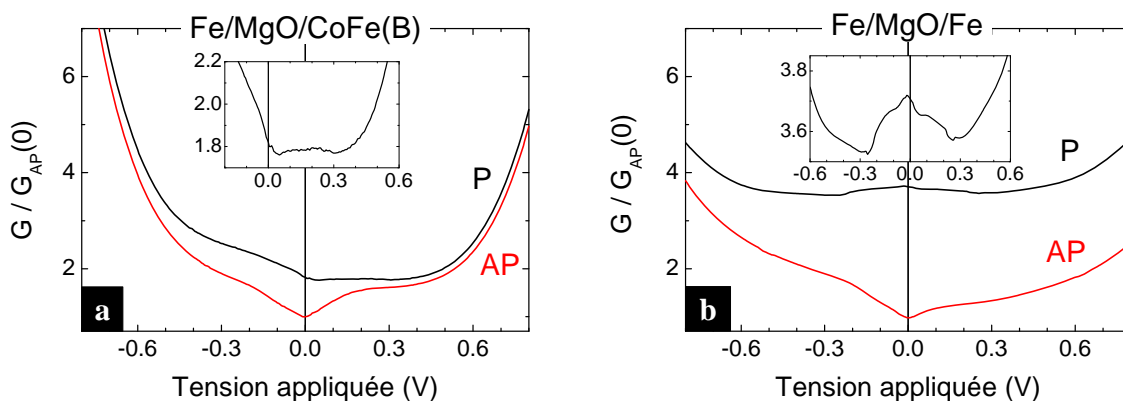 Fe/MgO/CoFe(B)
G / G_AP(0)
6
4
2
2.2
2.0
1.8
0.0 0.3 0.6
P
AP
a
-0.6 -0.3 0.0 0.3 0.6
Tension appliquée (V)
Fe/MgO/Fe
G / G_AP(0)
6
4
2
3.8
3.6
-0.6 -0.3 0.0 0.3 0.6
P
AP
b
-0.6 -0.3 0.0 0.3 0.6
Tension appliquée (V)